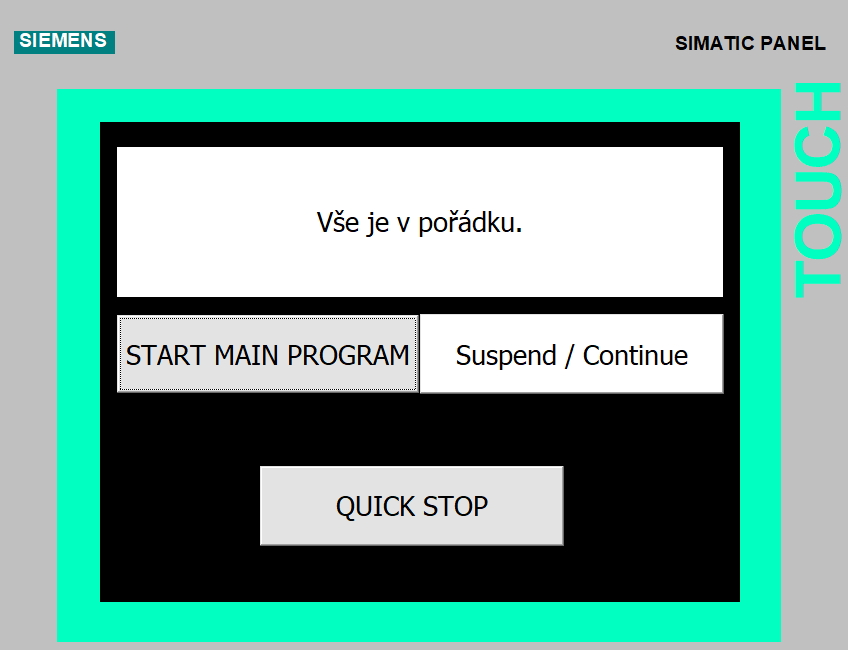 SIEMENS
SIMATIC PANEL
TOUCH
Vše je v pořádku.
START MAIN PROGRAM
Suspend / Continue
QUICK STOP